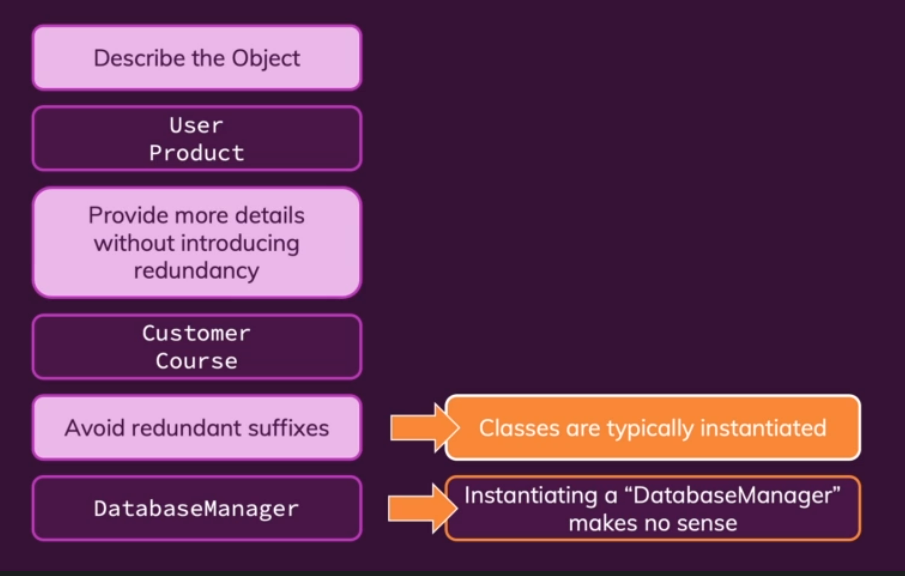 Describe the Object
User
Product
Provide more details
without introducing
redundancy
Customer
Course
Avoid redundant suffixes
Classes are typically instantiated
DatabaseManager
Instantiating a “DatabaseManager”
makes no sense